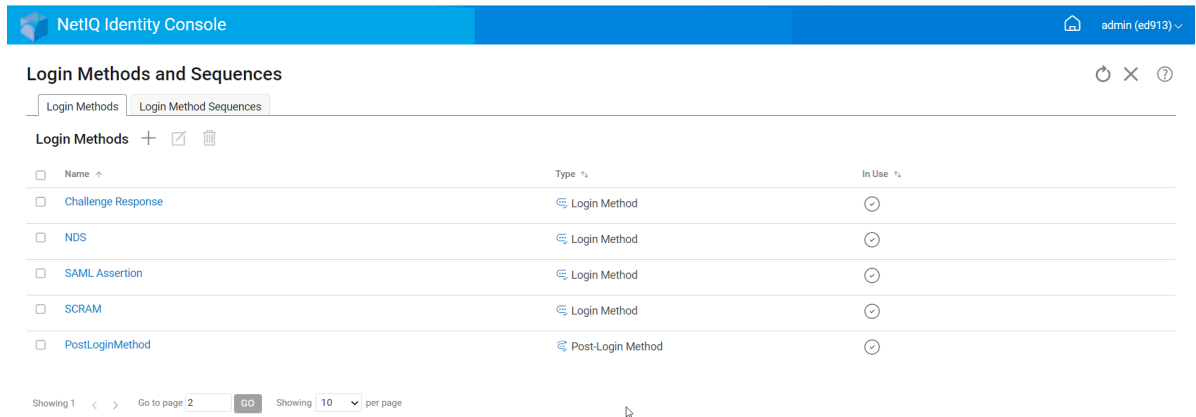 NetIQ Identity Console admin (ed913)
Login Methods and Sequences
Login Methods Login Method Sequences
Login Methods
Name Type In Use
Challenge Response Login Method
NDS Login Method
SAML Assertion Login Method
SCRAM Login Method
PostLoginMethod Post-Login Method
Showing 1 < > Go to page 2 GO Showing 10 per page